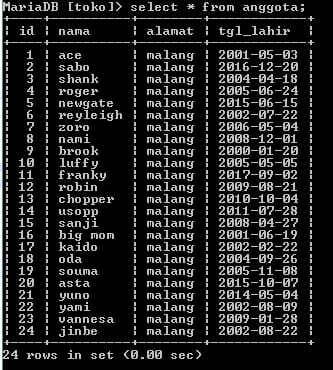 MariaDB [toko]> select * from anggota;
+----+----------+--------+------------+
| id | nama     | alamat | tgl_lahir  |
+----+----------+--------+------------+
|  1 | ace      | malang | 2001-05-03 |
|  2 | sabo     | malang | 2016-12-20 |
|  3 | shank    | malang | 2004-04-18 |
|  4 | roger    | malang | 2005-06-24 |
|  5 | newgate  | malang | 2015-06-15 |
|  6 | reyleigh | malang | 2002-07-22 |
|  7 | zoro     | malang | 2006-05-04 |
|  8 | nami     | malang | 2008-12-01 |
|  9 | brook    | malang | 2000-01-20 |
| 10 | luffy    | malang | 2005-05-05 |
| 11 | franky   | malang | 2017-09-02 |
| 12 | robin    | malang | 2009-08-21 |
| 13 | chopper  | malang | 2010-10-04 |
| 14 | usopp    | malang | 2011-07-28 |
| 15 | sanji    | malang | 2008-04-27 |
| 16 | big mom  | malang | 2001-06-19 |
| 17 | kaido    | malang | 2002-02-22 |
| 18 | oda      | malang | 2004-09-26 |
| 19 | souma    | malang | 2005-11-08 |
| 20 | asta     | malang | 2015-10-07 |
| 21 | yuno     | malang | 2014-05-04 |
| 22 | yami     | malang | 2002-08-09 |
| 23 | vannesa  | malang | 2009-01-28 |
| 24 | jinbe    | malang | 2002-08-22 |
+----+----------+--------+------------+
24 rows in set (0.00 sec)